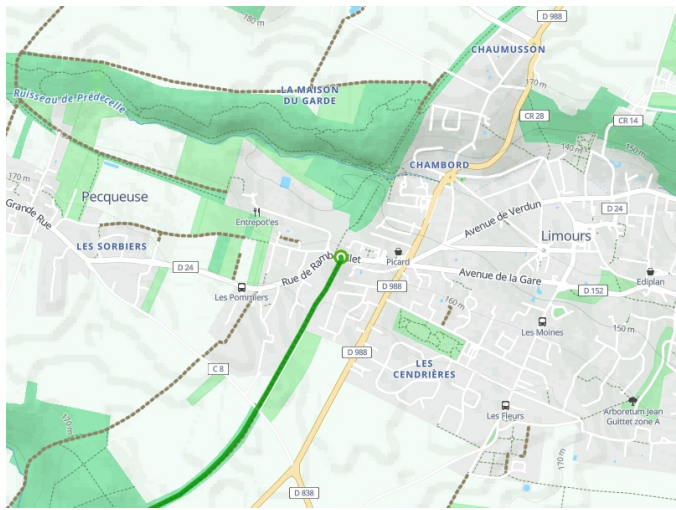 180 m
D 988
CHAUMUSSON
170 m
LA MAISON
DU GARDE
Ruisseau de Prédecelle
CR 28
CR 14
140 m
150 m
CHAMBORD
170 m
Pecqueuse
Grande Rue
Entrepot'es
Avenue de Verdun
D 24
LES SORBIERS
Limours
D 24
Rue de Rambouillet
Picard
Avenue de la Gare
Ediplan
Les Pommiers
D 988
D 152
160 m
Les Moines
150 m
D 988
LES
CENDRIÈRES
C 8
Les Fleurs
Arboretum Jean
Guittet zone A
170 m
170 m
D 838